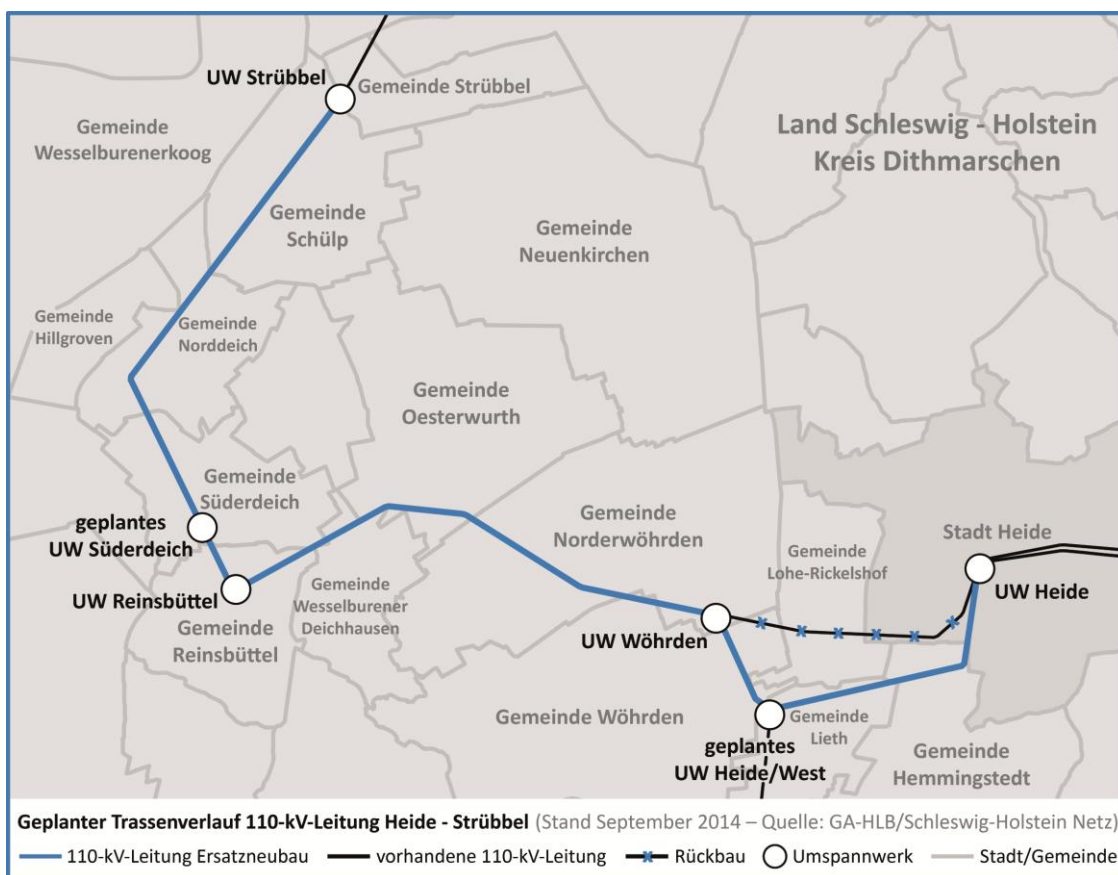 UW Strübbel
Gemeinde Strübbel
Gemeinde
Wesselburenerkoog
Land Schleswig - Holstein
Kreis Dithmarschen
Gemeinde
Schülp
Gemeinde
Neuenkirchen
Gemeinde
Hillgroven
Gemeinde
Norddeich
Gemeinde
Oesterwurth
Gemeinde
Süderdeich
geplantes
UW Süderdeich
Gemeinde
Norderwöhrden
Stadt Heide
Gemeinde
Lohe-Rickelshof
UW Heide
UW Reinsbüttel
Gemeinde
Wesselburener
Deichhausen
Gemeinde
Reinsbüttel
UW Wöhrden
Gemeinde Wöhrden
Gemeinde
Lieth
geplantes
UW Heide/West
Gemeinde
Hemmingstedt
Geplanter Trassenverlauf 110-kV-Leitung Heide - Strübbel (Stand September 2014 – Quelle: GA-HLB/Schleswig-Holstein Netz)
110-kV-Leitung Ersatzneubau vorhandene 110-kV-Leitung Rückbau Umspannwerk Stadt/Gemeinde